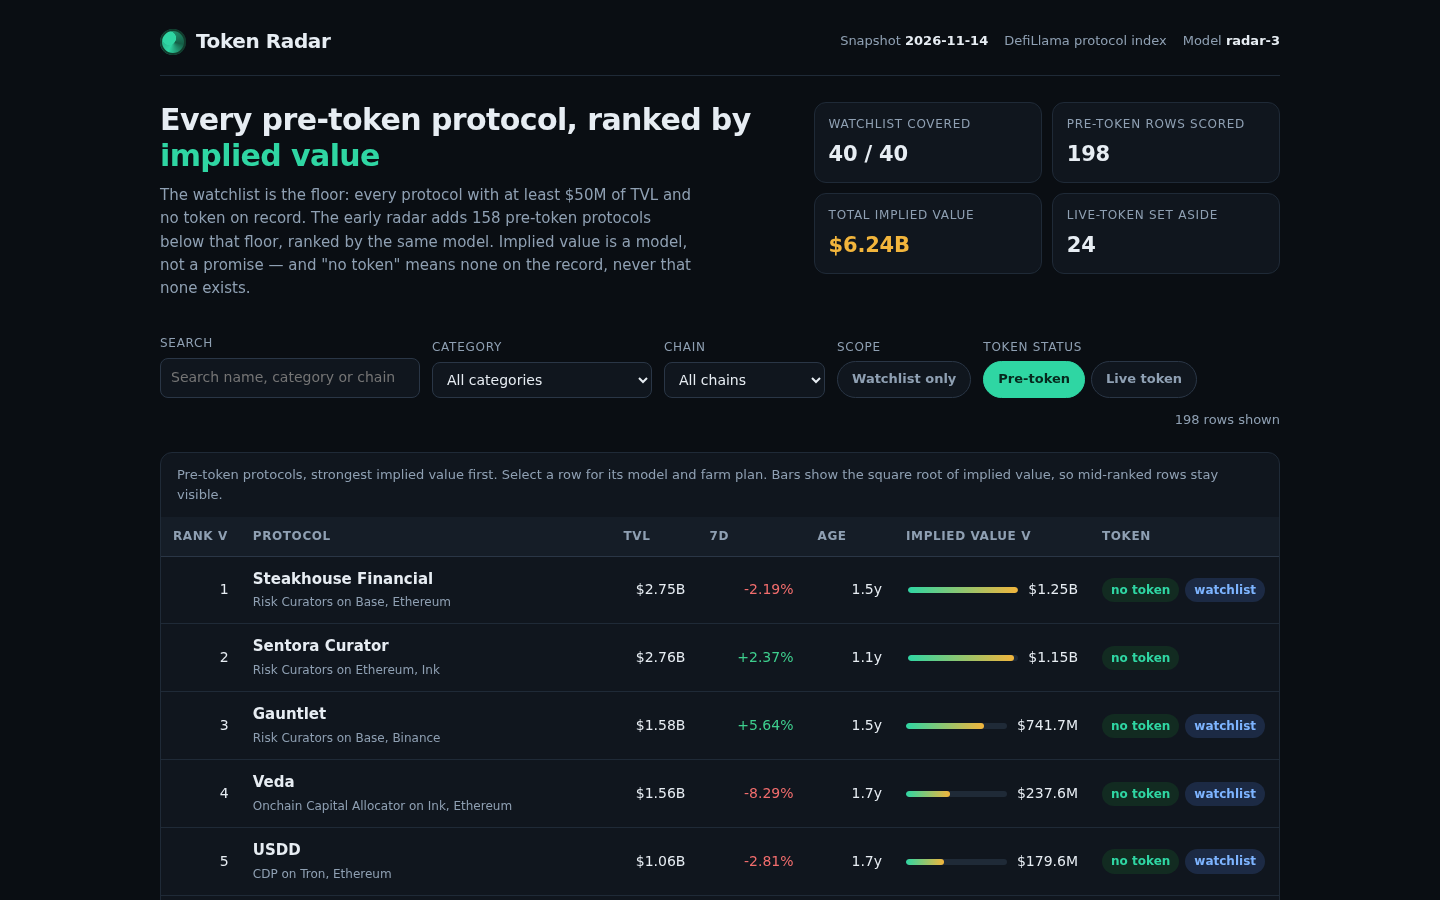 Token Radar
Snapshot 2026-11-14 DefiLlama protocol index Model radar-3
Every pre-token protocol, ranked by
implied value
The watchlist is the floor: every protocol with at least $50M of TVL and
no token on record. The early radar adds 158 pre-token protocols
below that floor, ranked by the same model. Implied value is a model,
not a promise — and "no token" means none on the record, never that
none exists.
WATCHLIST COVERED
40 / 40
PRE-TOKEN ROWS SCORED
198
TOTAL IMPLIED VALUE
$6.24B
LIVE-TOKEN SET ASIDE
24
SEARCH
Search name, category or chain
CATEGORY
All categories
CHAIN
All chains
SCOPE
Watchlist only
TOKEN STATUS
Pre-token Live token
198 rows shown
Pre-token protocols, strongest implied value first. Select a row for its model and farm plan. Bars show the square root of implied value, so mid-ranked rows stay
visible.
RANK V PROTOCOL TVL 7D AGE IMPLIED VALUE V TOKEN
1 Steakhouse Financial $2.75B -2.19% 1.5y $1.25B no token watchlist
Risk Curators on Base, Ethereum
2 Sentora Curator $2.76B +2.37% 1.1y $1.15B no token
Risk Curators on Ethereum, Ink
3 Gauntlet $1.58B +5.64% 1.5y $741.7M no token watchlist
Risk Curators on Base, Binance
4 Veda $1.56B -8.29% 1.7y $237.6M no token watchlist
Onchain Capital Allocator on Ink, Ethereum
5 USDD $1.06B -2.81% 1.7y $179.6M no token watchlist
CDP on Tron, Ethereum